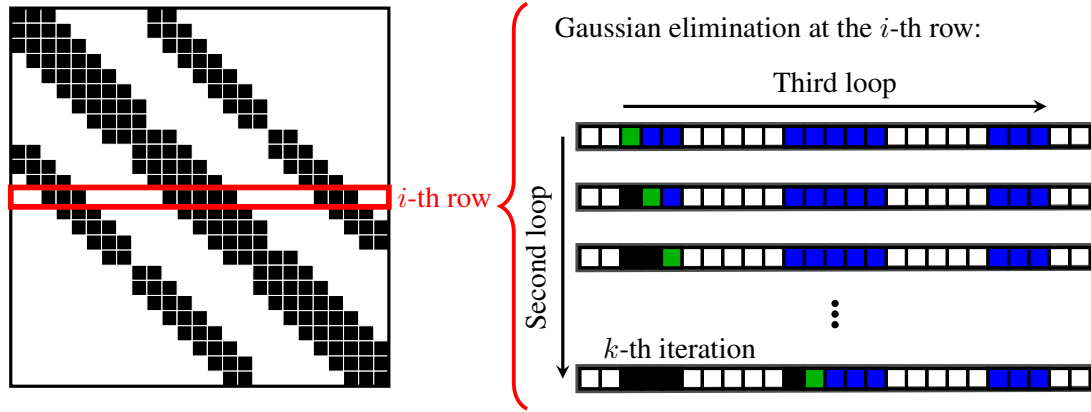 Gaussian elimination at the i-th row:
Third loop
i-th row
Second loop
k-th iteration